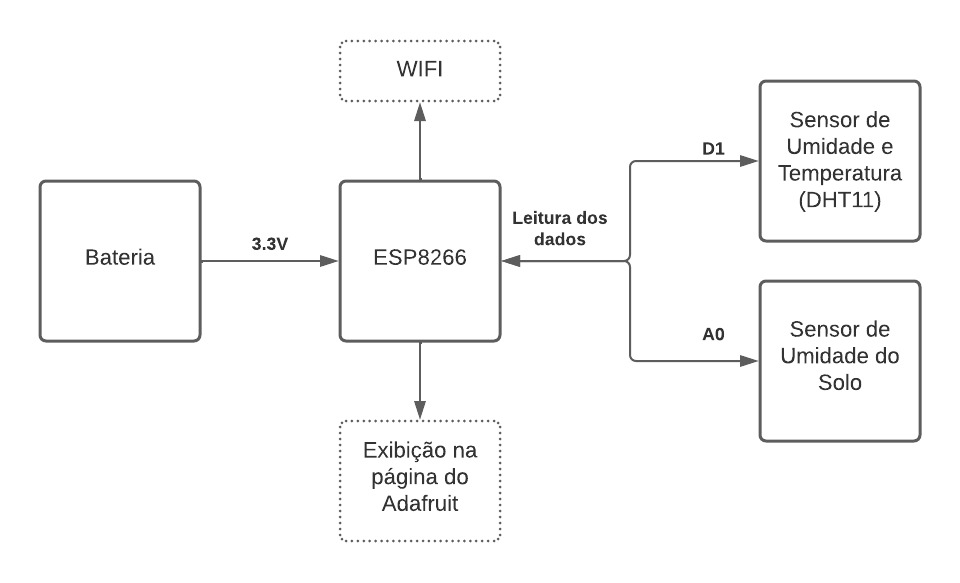 WIFI
Sensor de
Umidade e
Temperatura
(DHT11)
D1
Bateria
3.3V
ESP8266
Leitura dos
dados
A0
Sensor de
Umidade do
Solo
Exibição na
página do
Adafruit